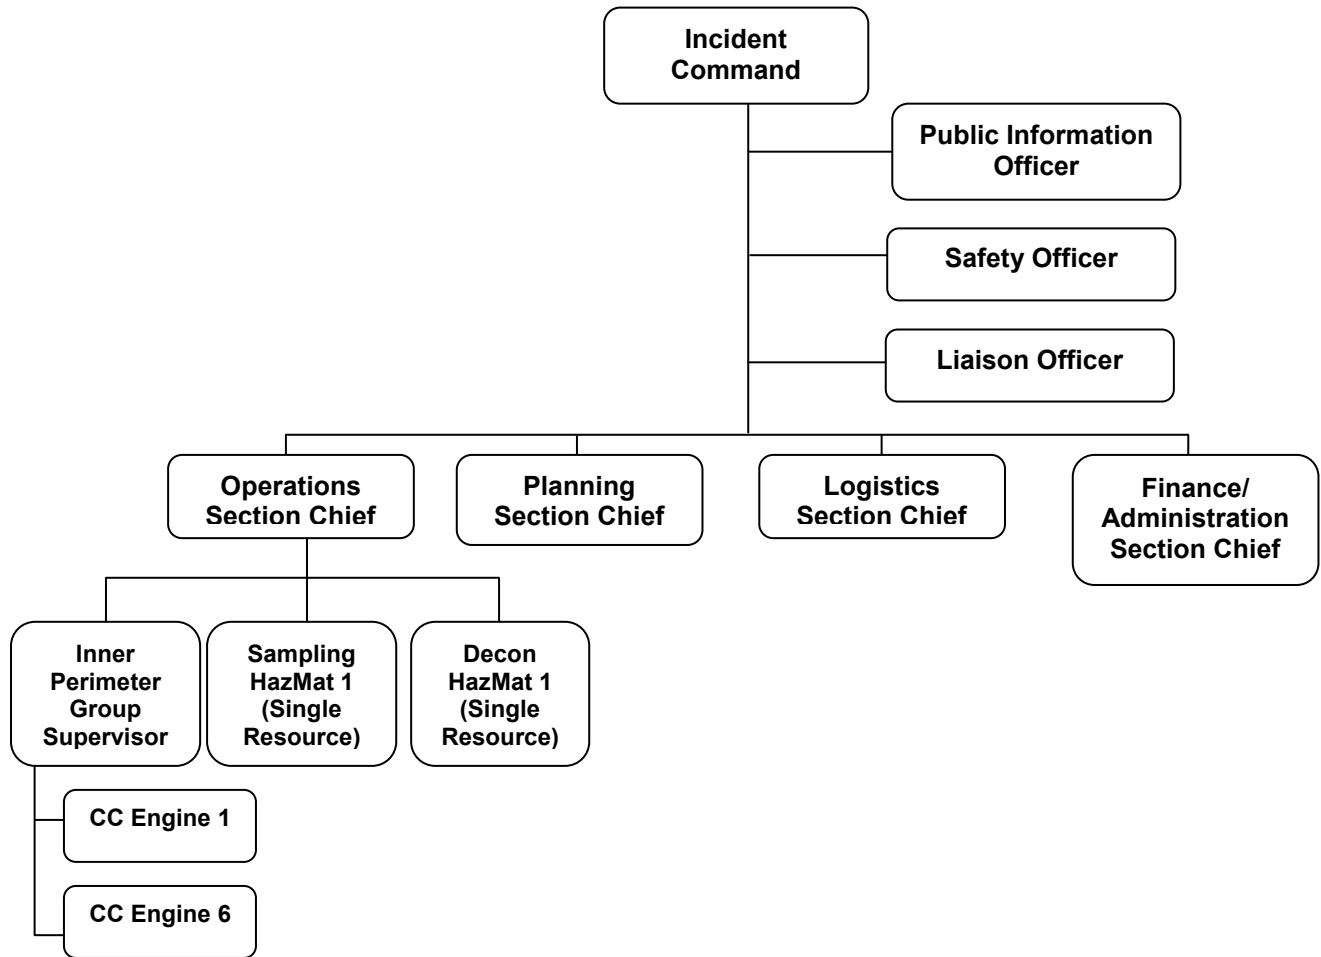 Incident
Command
Public Information
Officer
Safety Officer
Liaison Officer
Operations
Section Chief
Planning
Section Chief
Logistics
Section Chief
Finance/
Administration
Section Chief
Inner
Perimeter
Group
Supervisor
Sampling
HazMat 1
(Single
Resource)
Decon
HazMat 1
(Single
Resource)
CC Engine 1
CC Engine 6